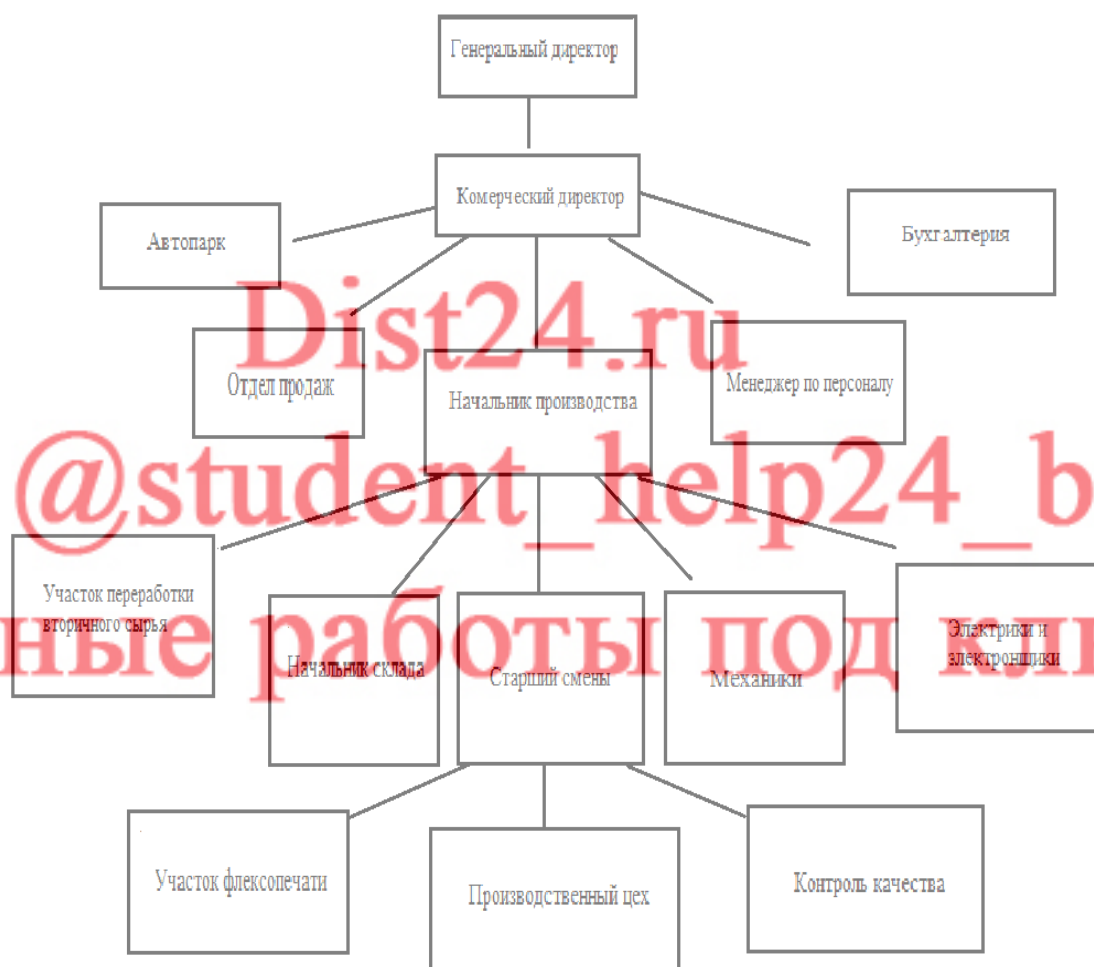 Генеральный директор
Комерческий директор
Автопарк
Бухгалтерия
Dist24.ru
Отдел продаж
Начальник производства
Менеджер по персоналу
@student_help24_b
Участок переработки
вторичного сырья
Начальник склада
Старший смены
Механики
Электрики и
электронщики
ные работы под кли
Участок флексопечати
Производственный цех
Контроль качества